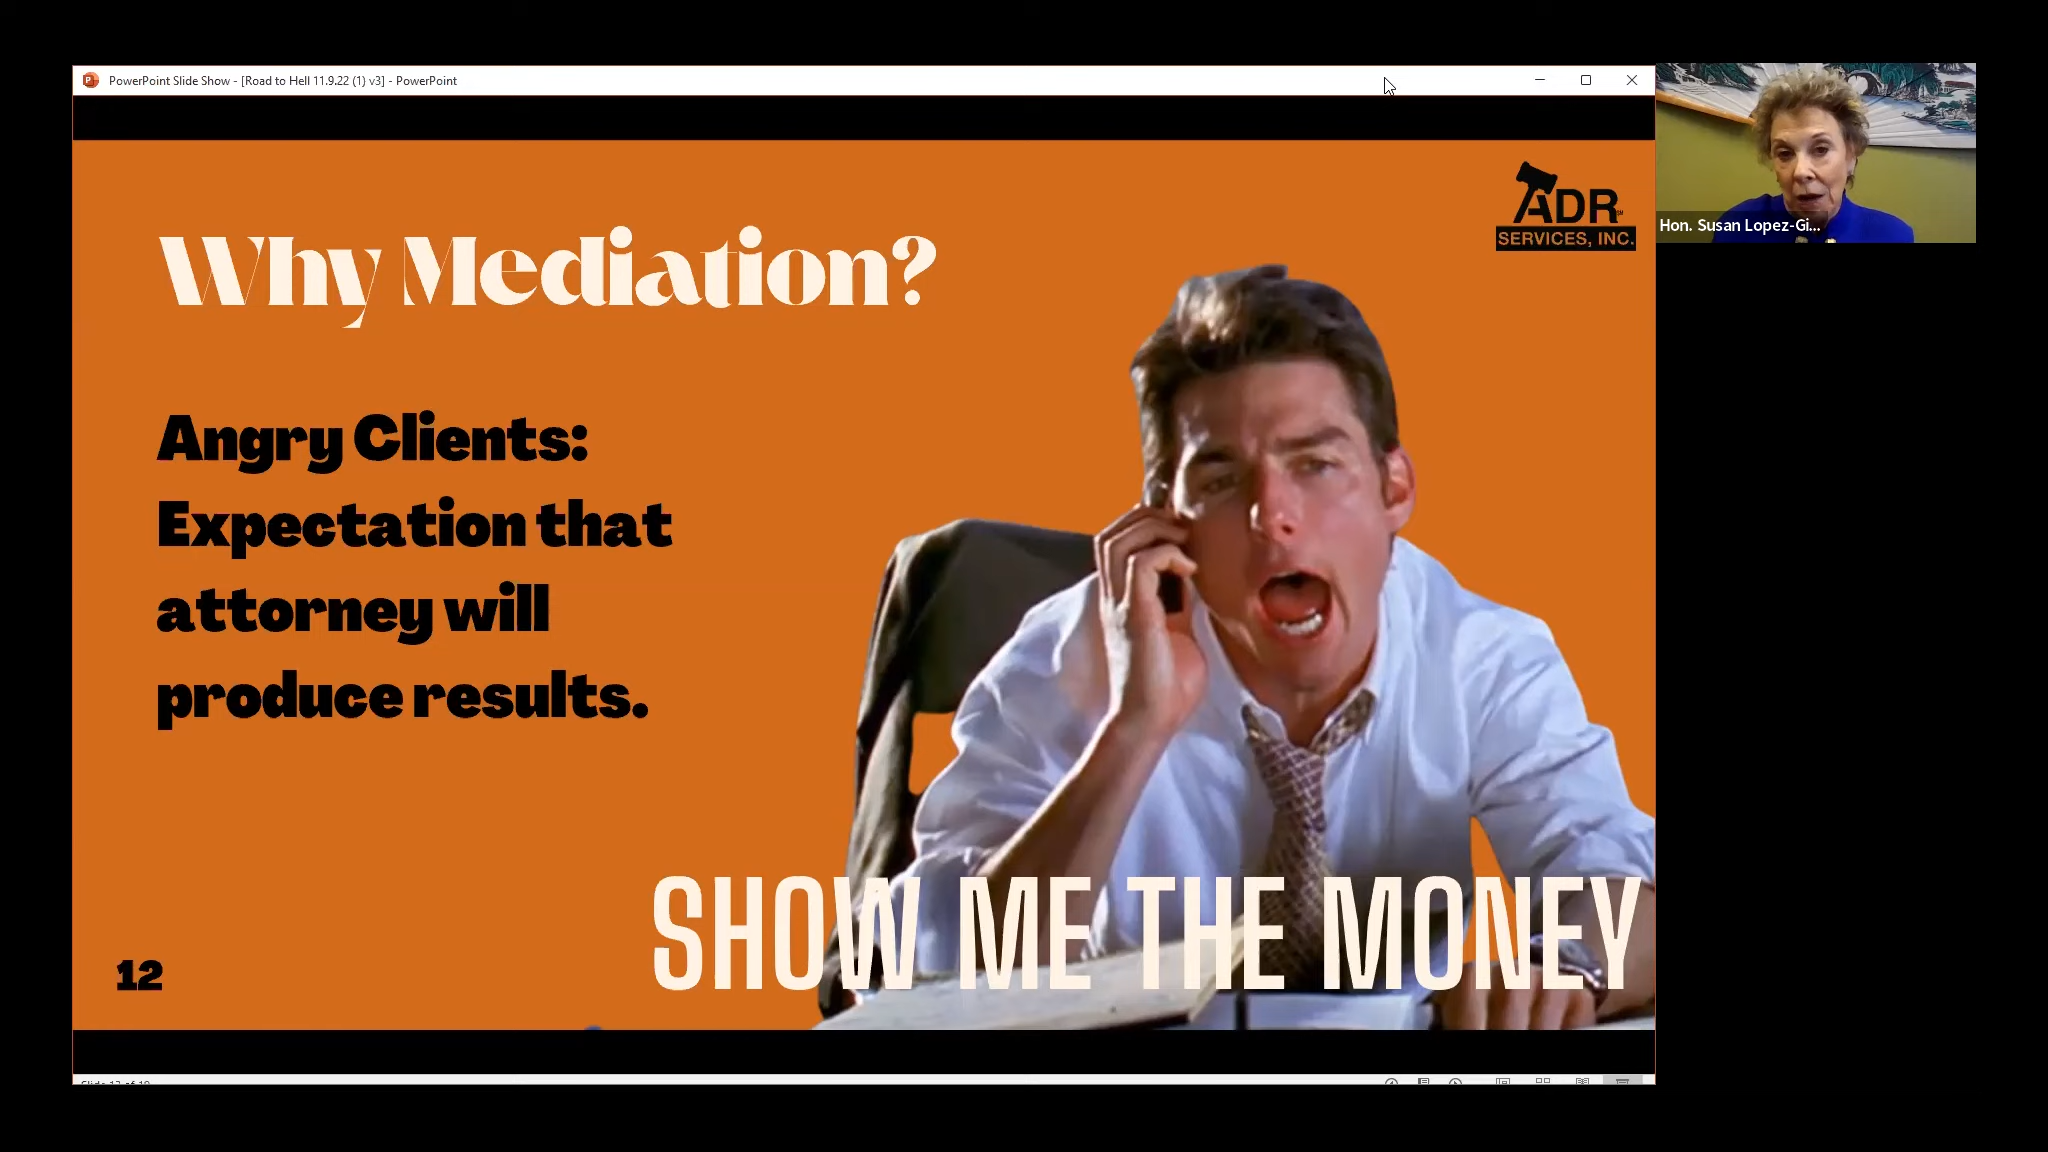 PowerPoint Slide Show - [Road to Hell 11.9.22 (1) v3] - PowerPoint
Why Mediation?
ADR
SERVICES, INC.
Hon. Susan Lopez-Gi...
Angry Clients:
Expectation that
attorney will
produce results.
SHOW ME THE MONEY
12